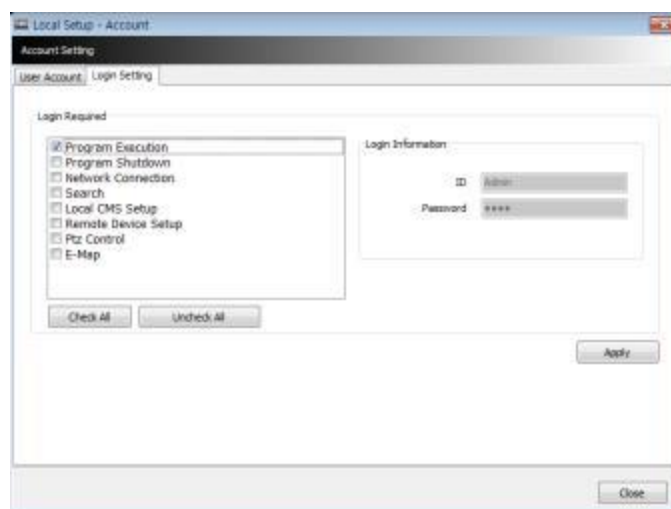 Local Setup - Account
Account Setting
User Account Login Setting
Login Required
Program Execution
Program Shutdown
Network Connection
Search
Local CMS Setup
Remote Device Setup
Ptz Control
E-Map
Check All Uncheck All
Login Information
ID Admin
Password ****
Apply
Close